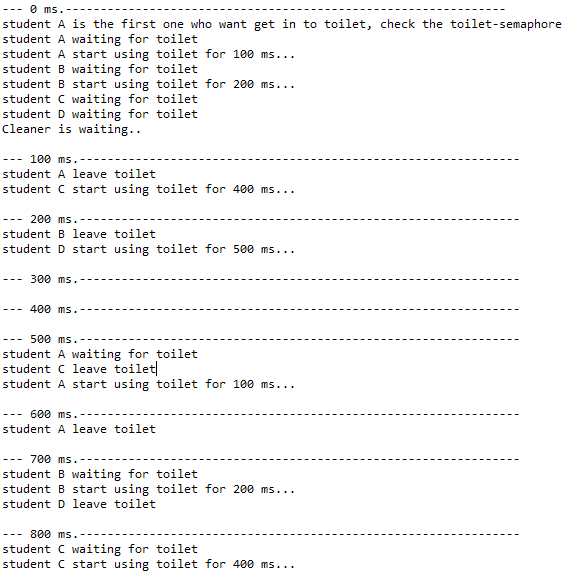 --- 0 ms.-------------------------------------------------------------
student A is the first one who want get in to toilet, check the toilet-semaphore
student A waiting for toilet
student A start using toilet for 100 ms...
student B waiting for toilet
student B start using toilet for 200 ms...
student C waiting for toilet
student D waiting for toilet
Cleaner is waiting..
--- 100 ms.-------------------------------------------------------------
student A leave toilet
student C start using toilet for 400 ms...
--- 200 ms.-------------------------------------------------------------
student B leave toilet
student D start using toilet for 500 ms...
--- 300 ms.-------------------------------------------------------------
--- 400 ms.-------------------------------------------------------------
--- 500 ms.-------------------------------------------------------------
student A waiting for toilet
student C leave toilet
student A start using toilet for 100 ms...
--- 600 ms.-------------------------------------------------------------
student A leave toilet
--- 700 ms.-------------------------------------------------------------
student B waiting for toilet
student B start using toilet for 200 ms...
student D leave toilet
--- 800 ms.-------------------------------------------------------------
student C waiting for toilet
student C start using toilet for 400 ms...